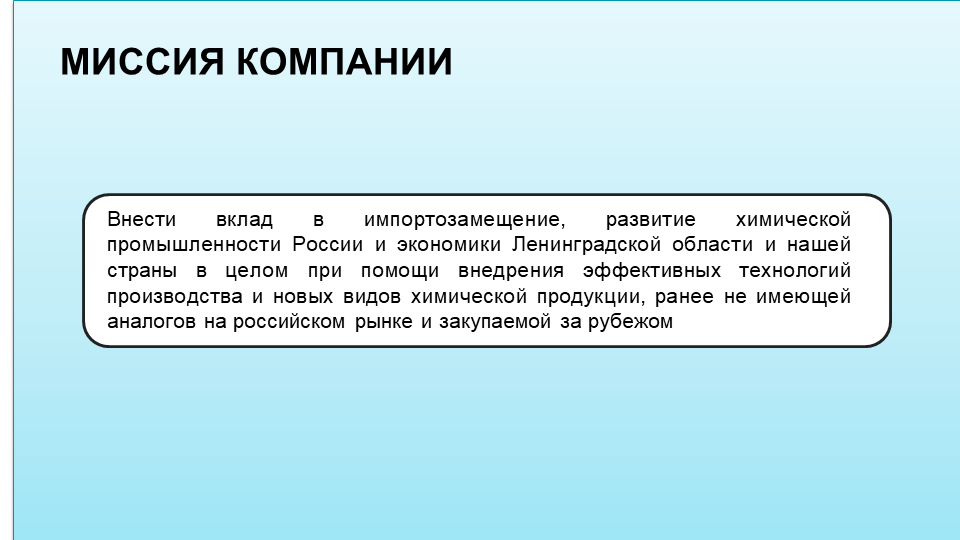 МИССИЯ КОМПАНИИ
Внести вклад в импортозамещение, развитие химической
промышленности России и экономики Ленинградской области и нашей
страны в целом при помощи внедрения эффективных технологий
производства и новых видов химической продукции, ранее не имеющей
аналогов на российском рынке и закупаемой за рубежом